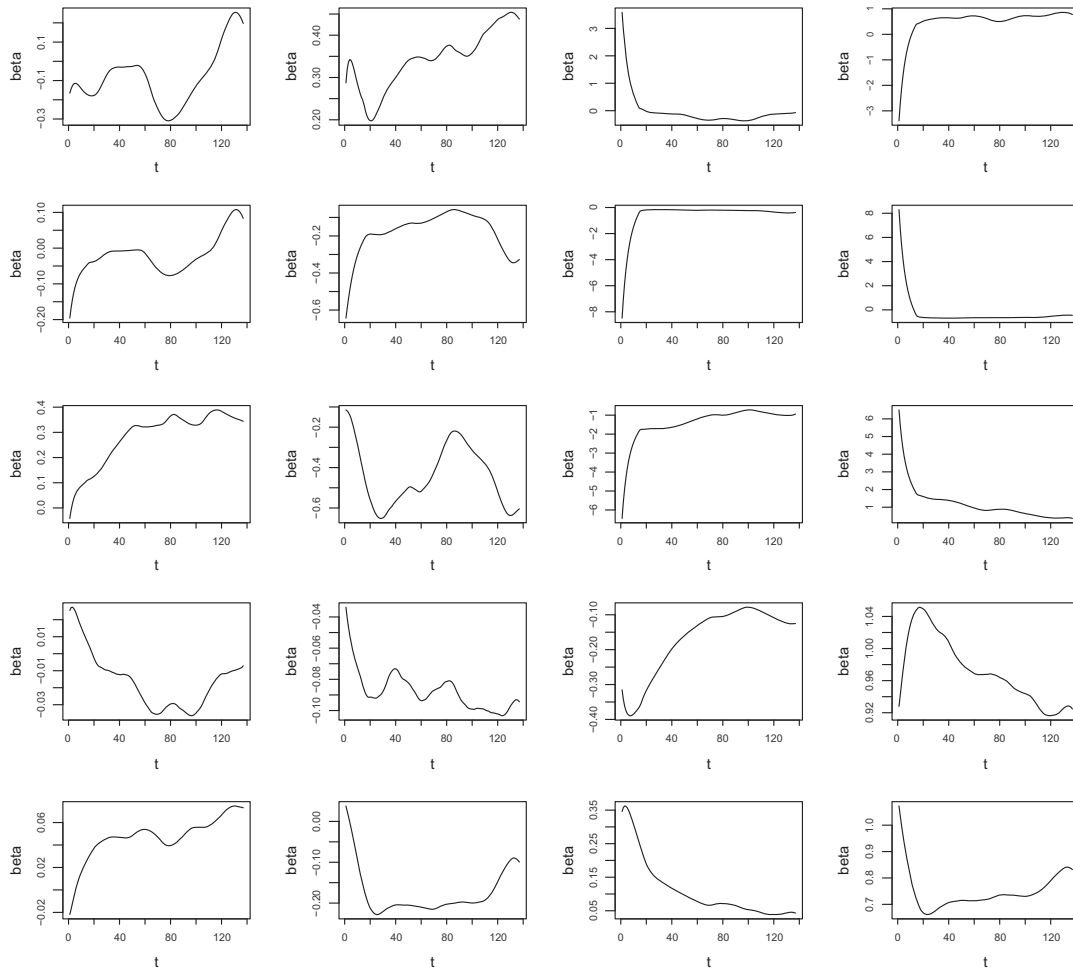 beta
−0.3 −0.1 0.1
0 40 80 120
t
beta
0.20 0.30 0.40
0 40 80 120
t
beta
0 1 2 3
0 40 80 120
t
beta
−3 −2 −1 0 1
0 40 80 120
t
beta
−0.20 −0.10 0.00 0.10
0 40 80 120
t
beta
−0.6 −0.4 −0.2
0 40 80 120
t
beta
−8 −6 −4 −2 0
0 40 80 120
t
beta
0 2 4 6 8
0 40 80 120
t
beta
0.0 0.1 0.2 0.3 0.4
0 40 80 120
t
beta
−0.6 −0.4 −0.2
0 40 80 120
t
beta
−6 −5 −4 −3 −2 −1
0 40 80 120
t
beta
1 2 3 4 5 6
0 40 80 120
t
beta
−0.03 −0.01 0.01
0 40 80 120
t
beta
−0.10 −0.08 −0.06 −0.04
0 40 80 120
t
beta
−0.40 −0.30 −0.20 −0.10
0 40 80 120
t
beta
0.92 0.96 1.00 1.04
0 40 80 120
t
beta
−0.02 0.02 0.06
0 40 80 120
t
beta
−0.20 −0.10 0.00
0 40 80 120
t
beta
0.05 0.15 0.25 0.35
0 40 80 120
t
beta
0.7 0.8 0.9 1.0
0 40 80 120
t